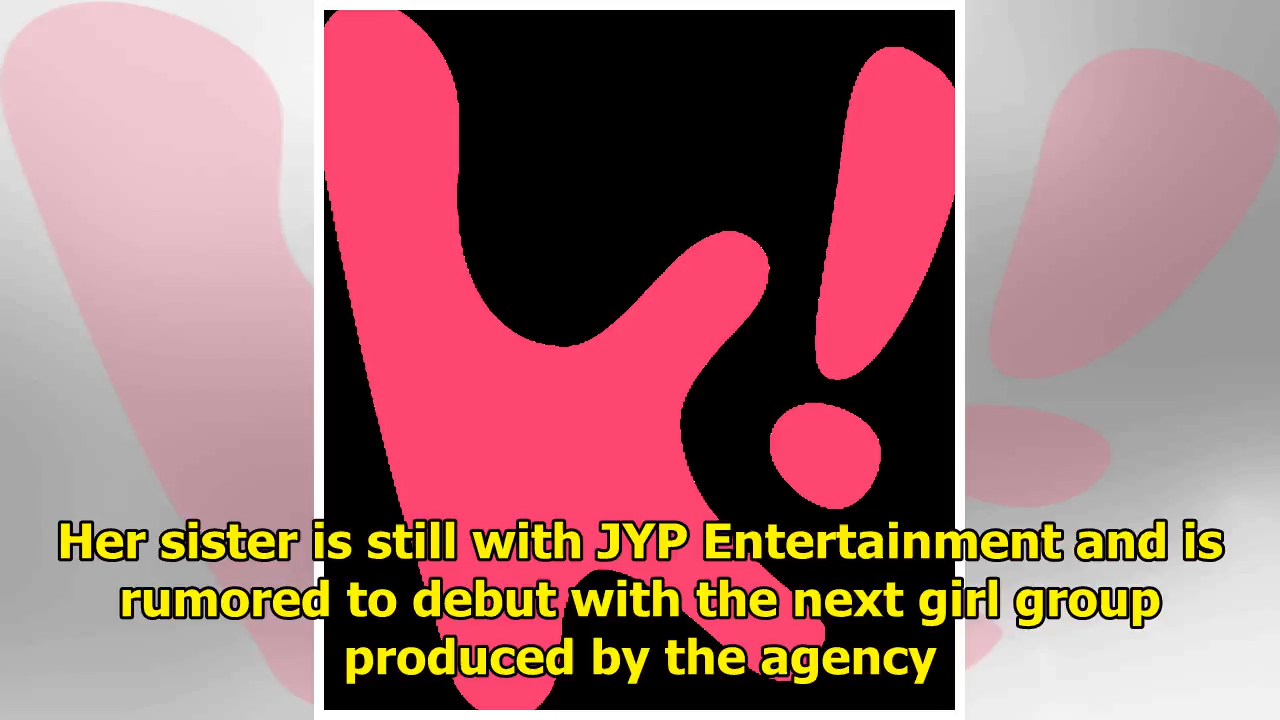 k!
Her sister is still with JYP Entertainment and is
rumored to debut with the next girl group
produced by the agency